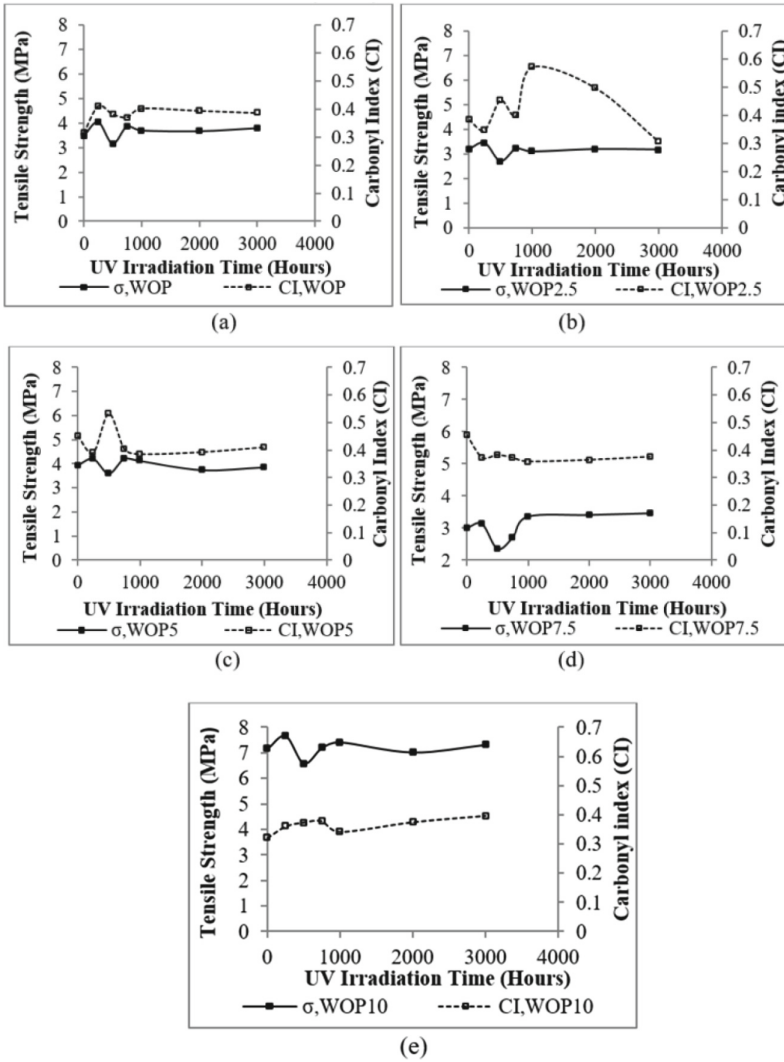 Tensile Strength (MPa)
8
7
6
5
4
3
2
1
0
0.7
0.6
0.5
0.4
0.3
0.2
0.1
0
Carbonyl Index (CI)
0 1000 2000 3000 4000
UV Irradiation Time (Hours)
σ,WOP CI,WOP
(a)
Tensile Strength (MPa)
8
7
6
5
4
3
2
1
0
0.7
0.6
0.5
0.4
0.3
0.2
0.1
0
Carbonyl index (CI)
0 1000 2000 3000 4000
UV Irradiation Time (Hours)
σ,WOP2.5 CI,WOP2.5
(b)
Tensile Strength (MPa)
8
7
6
5
4
3
2
1
0
0.7
0.6
0.5
0.4
0.3
0.2
0.1
0
Carbonyl Index (CI)
0 1000 2000 3000 4000
UV Irradiation Time (Hours)
σ,WOP5 CI,WOP5
(c)
Tensile Strength (MPa)
8
7
6
5
4
3
2
0.7
0.6
0.5
0.4
0.3
0.2
0.1
0
Carbonyl Index (CI)
0 1000 2000 3000 4000
UV Irradiation Time (Hours)
σ,WOP7.5 CI,WOP7.5
(d)
Tensile Strength (MPa)
8
7
6
5
4
3
2
1
0
0.7
0.6
0.5
0.4
0.3
0.2
0.1
0
Carbonyl index (CI)
0 1000 2000 3000 4000
UV Irradiation Time (Hours)
σ,WOP10 CI,WOP10
(e)